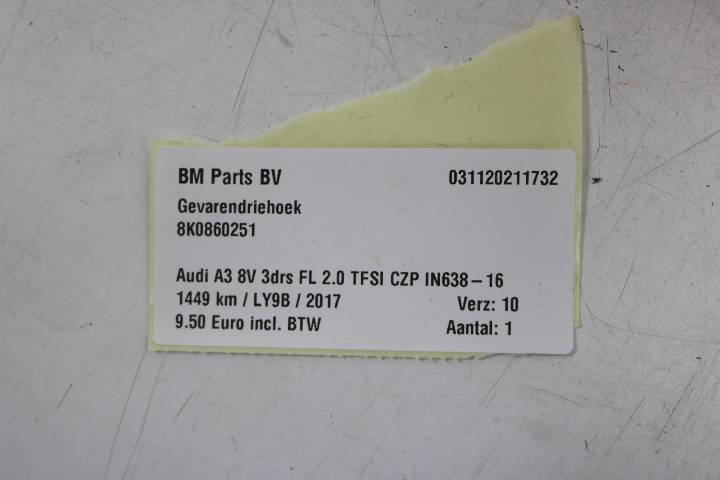 BM Parts BV 031120211732
Gevarendriehoek
8K0860251
Audi A3 8V 3drs FL 2.0 TFSI CZP IN638-16
1449 km / LY9B / 2017 Verz: 10
9.50 Euro incl. BTW Aantal: 1